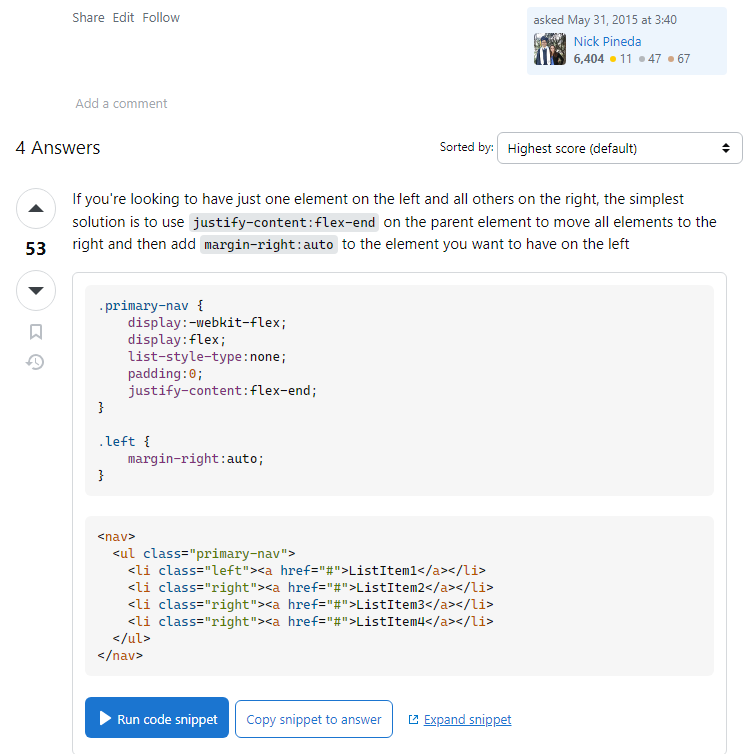 Share Edit Follow
asked May 31, 2015 at 3:40
Nick Pineda
6,404 11 47 67
Add a comment
4 Answers
Sorted by: Highest score (default)
If you're looking to have just one element on the left and all others on the right, the simplest
solution is to use justify-content:flex-end on the parent element to move all elements to the
53
right and then add margin-right:auto to the element you want to have on the left
.primary-nav {
    display:-webkit-flex;
    display:flex;
    list-style-type:none;
    padding:0;
    justify-content:flex-end;
}
.left {
    margin-right:auto;
}
<nav>
  <ul class="primary-nav">
    <li class="left"><a href="#">ListItem1</a></li>
    <li class="right"><a href="#">ListItem2</a></li>
    <li class="right"><a href="#">ListItem3</a></li>
    <li class="right"><a href="#">ListItem4</a></li>
  </ul>
</nav>
Run code snippet Copy snippet to answer Expand snippet